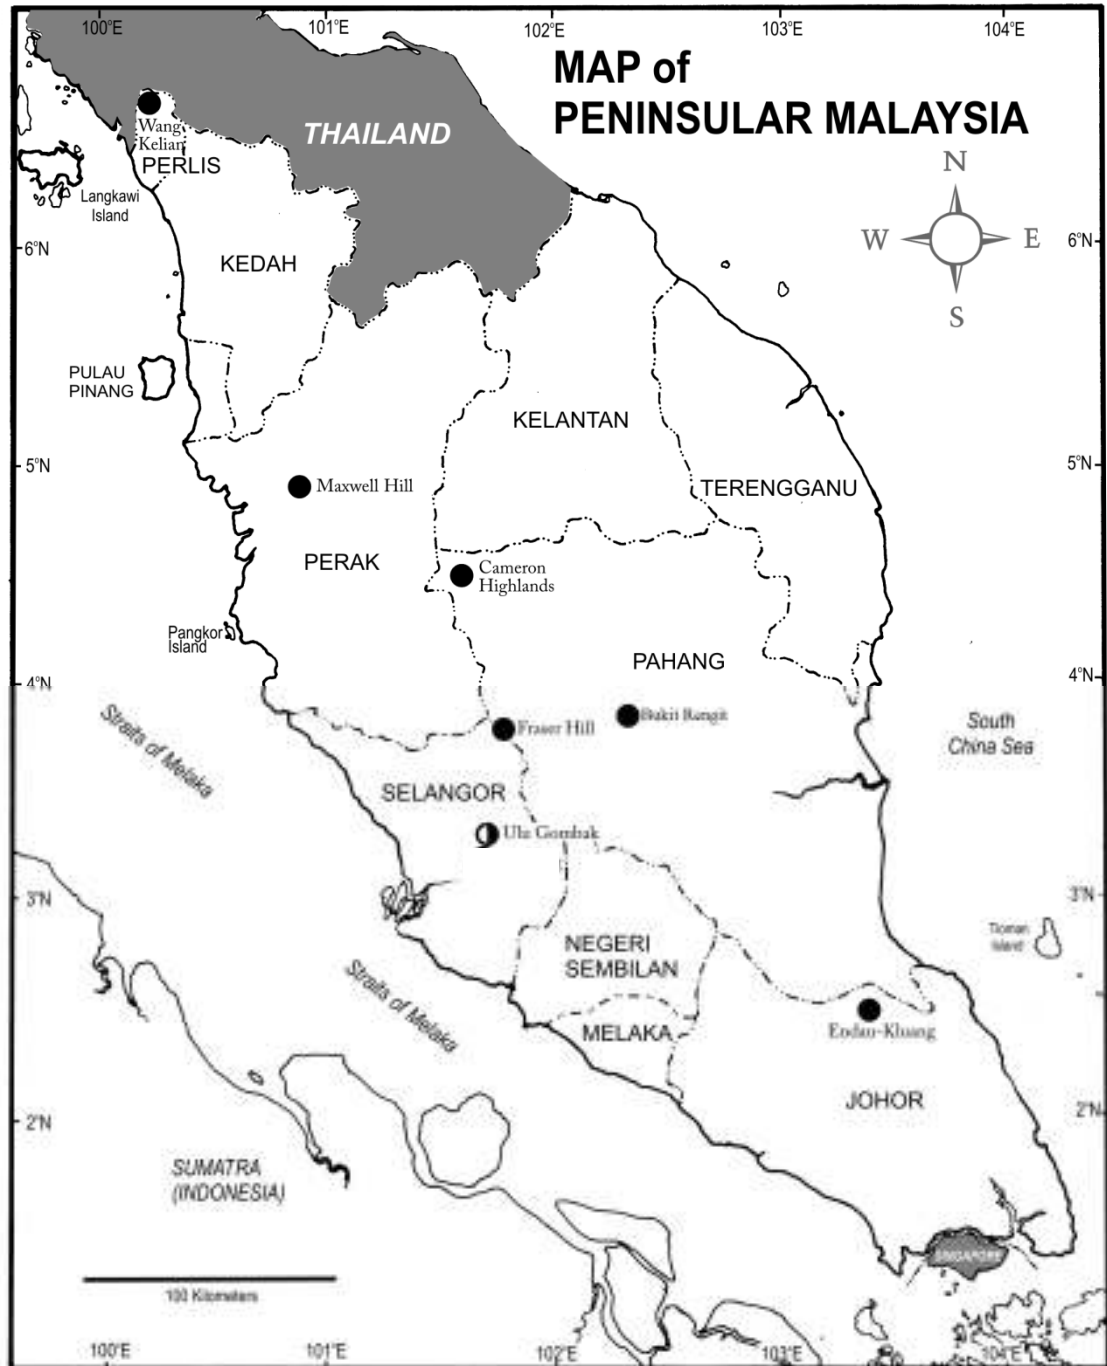 100°E
101°E
102°E
103°E
104°E
MAP of
PENINSULAR MALAYSIA
THAILAND
Wang
Kelian
PERLIS
Langkawi
Island
N
W
E
S
6°N
6°N
KEDAH
PULAU
PINANG
KELANTAN
5°N
5°N
Maxwell Hill
TERENGGANU
PERAK
Cameron
Highlands
Pangkor
Island
PAHANG
4°N
4°N
Straits of Melaka
Fraser Hill
Bukit Rengit
South
China Sea
SELANGOR
Ulu Gombak
3°N
3°N
Tioman
Island
NEGERI
SEMBILAN
Straits of Melaka
MELAKA
Endau-Kluang
JOHOR
2°N
2°N
SUMATRA
(INDONESIA)
SINGAPORE
100 Kilometers
100°E
101°E
102°E
103°E
104°E